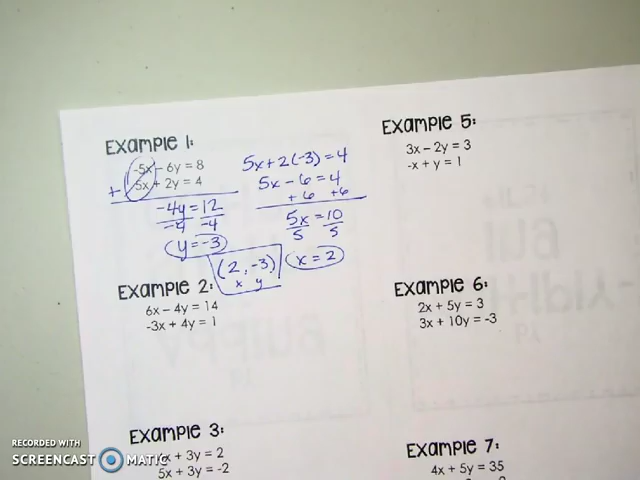 Example 1:
-5x - 6y = 8
+ 5x + 2y = 4
-4y = 12
-4 -4
y = -3
5x + 2(-3) = 4
5x - 6 = 4
+6 +6
5x = 10
5 5
x = 2
(2, -3)
x y
Example 2:
6x – 4y = 14
-3x + 4y = 1
Example 3:
x + 3y = 2
5x + 3y = -2
Example 5:
3x – 2y = 3
-x + y = 1
Example 6:
2x + 5y = 3
3x + 10y = -3
Example 7:
4x + 5y = 35
RECORDED WITH
SCREENCAST MATIC